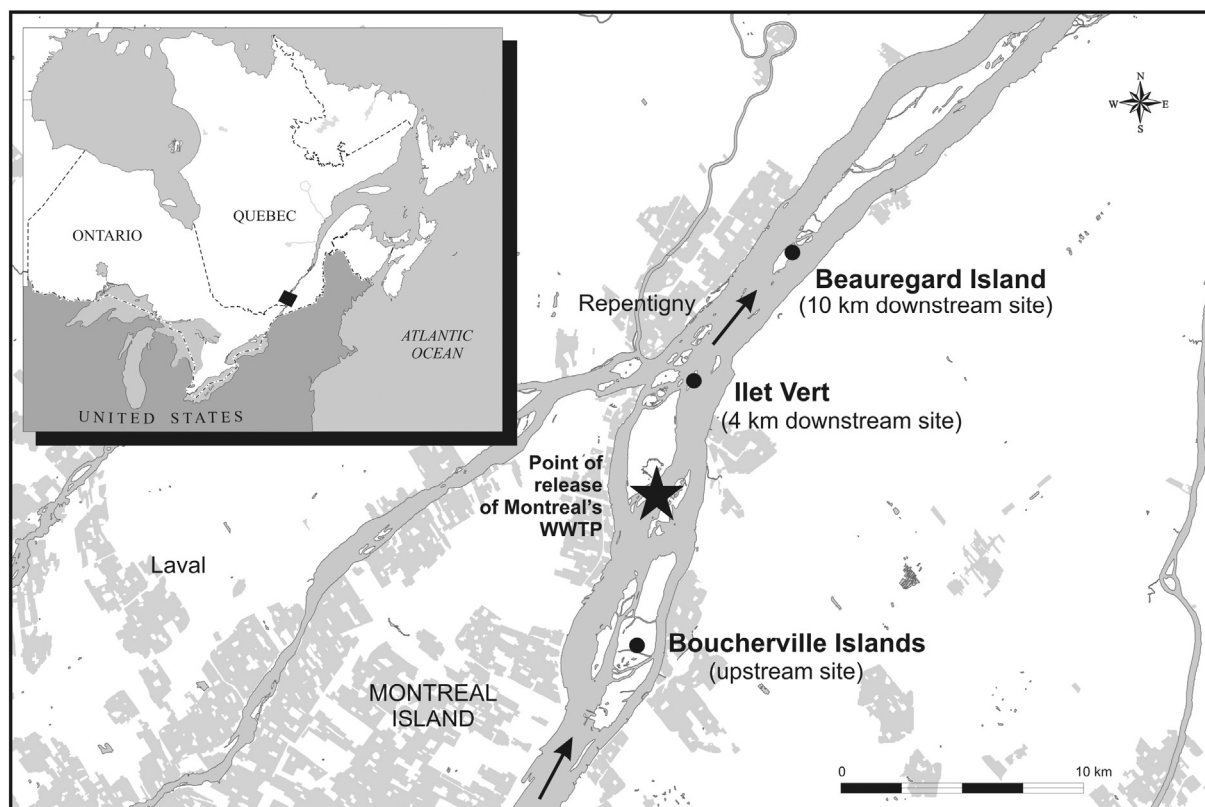 QUEBEC
ONTARIO
ATLANTIC
OCEAN
UNITED STATES
N
W E
S
Beauregard Island
(10 km downstream site)
Repentigny
Ilet Vert
(4 km downstream site)
Point of
release
of Montreal's
WWTP
Laval
Boucherville Islands
(upstream site)
MONTREAL
ISLAND
0 10 km